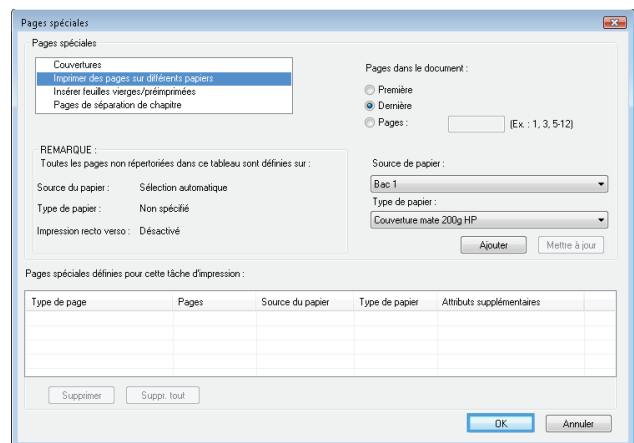 Pages spéciales
Pages spéciales
Couvertures
Imprimer des pages sur différents papiers
Insérer feuilles vierges/préimprimées
Pages de séparation de chapitre
Pages dans le document :
Première
Dernière
Pages :
(Ex. : 1, 3, 5-12)
REMARQUE :
Toutes les pages non répertoriées dans ce tableau sont définies sur :
Source du papier : Sélection automatique
Type de papier : Non spécifié
Impression recto verso : Désactivé
Source de papier :
Bac 1
Type de papier :
Couverture mate 200g HP
Ajouter Mettre à jour
Pages spéciales définies pour cette tâche d'impression :
Type de page Pages Source du papier Type de papier Attributs supplémentaires
Supprimer Suppr. tout
OK Annuler